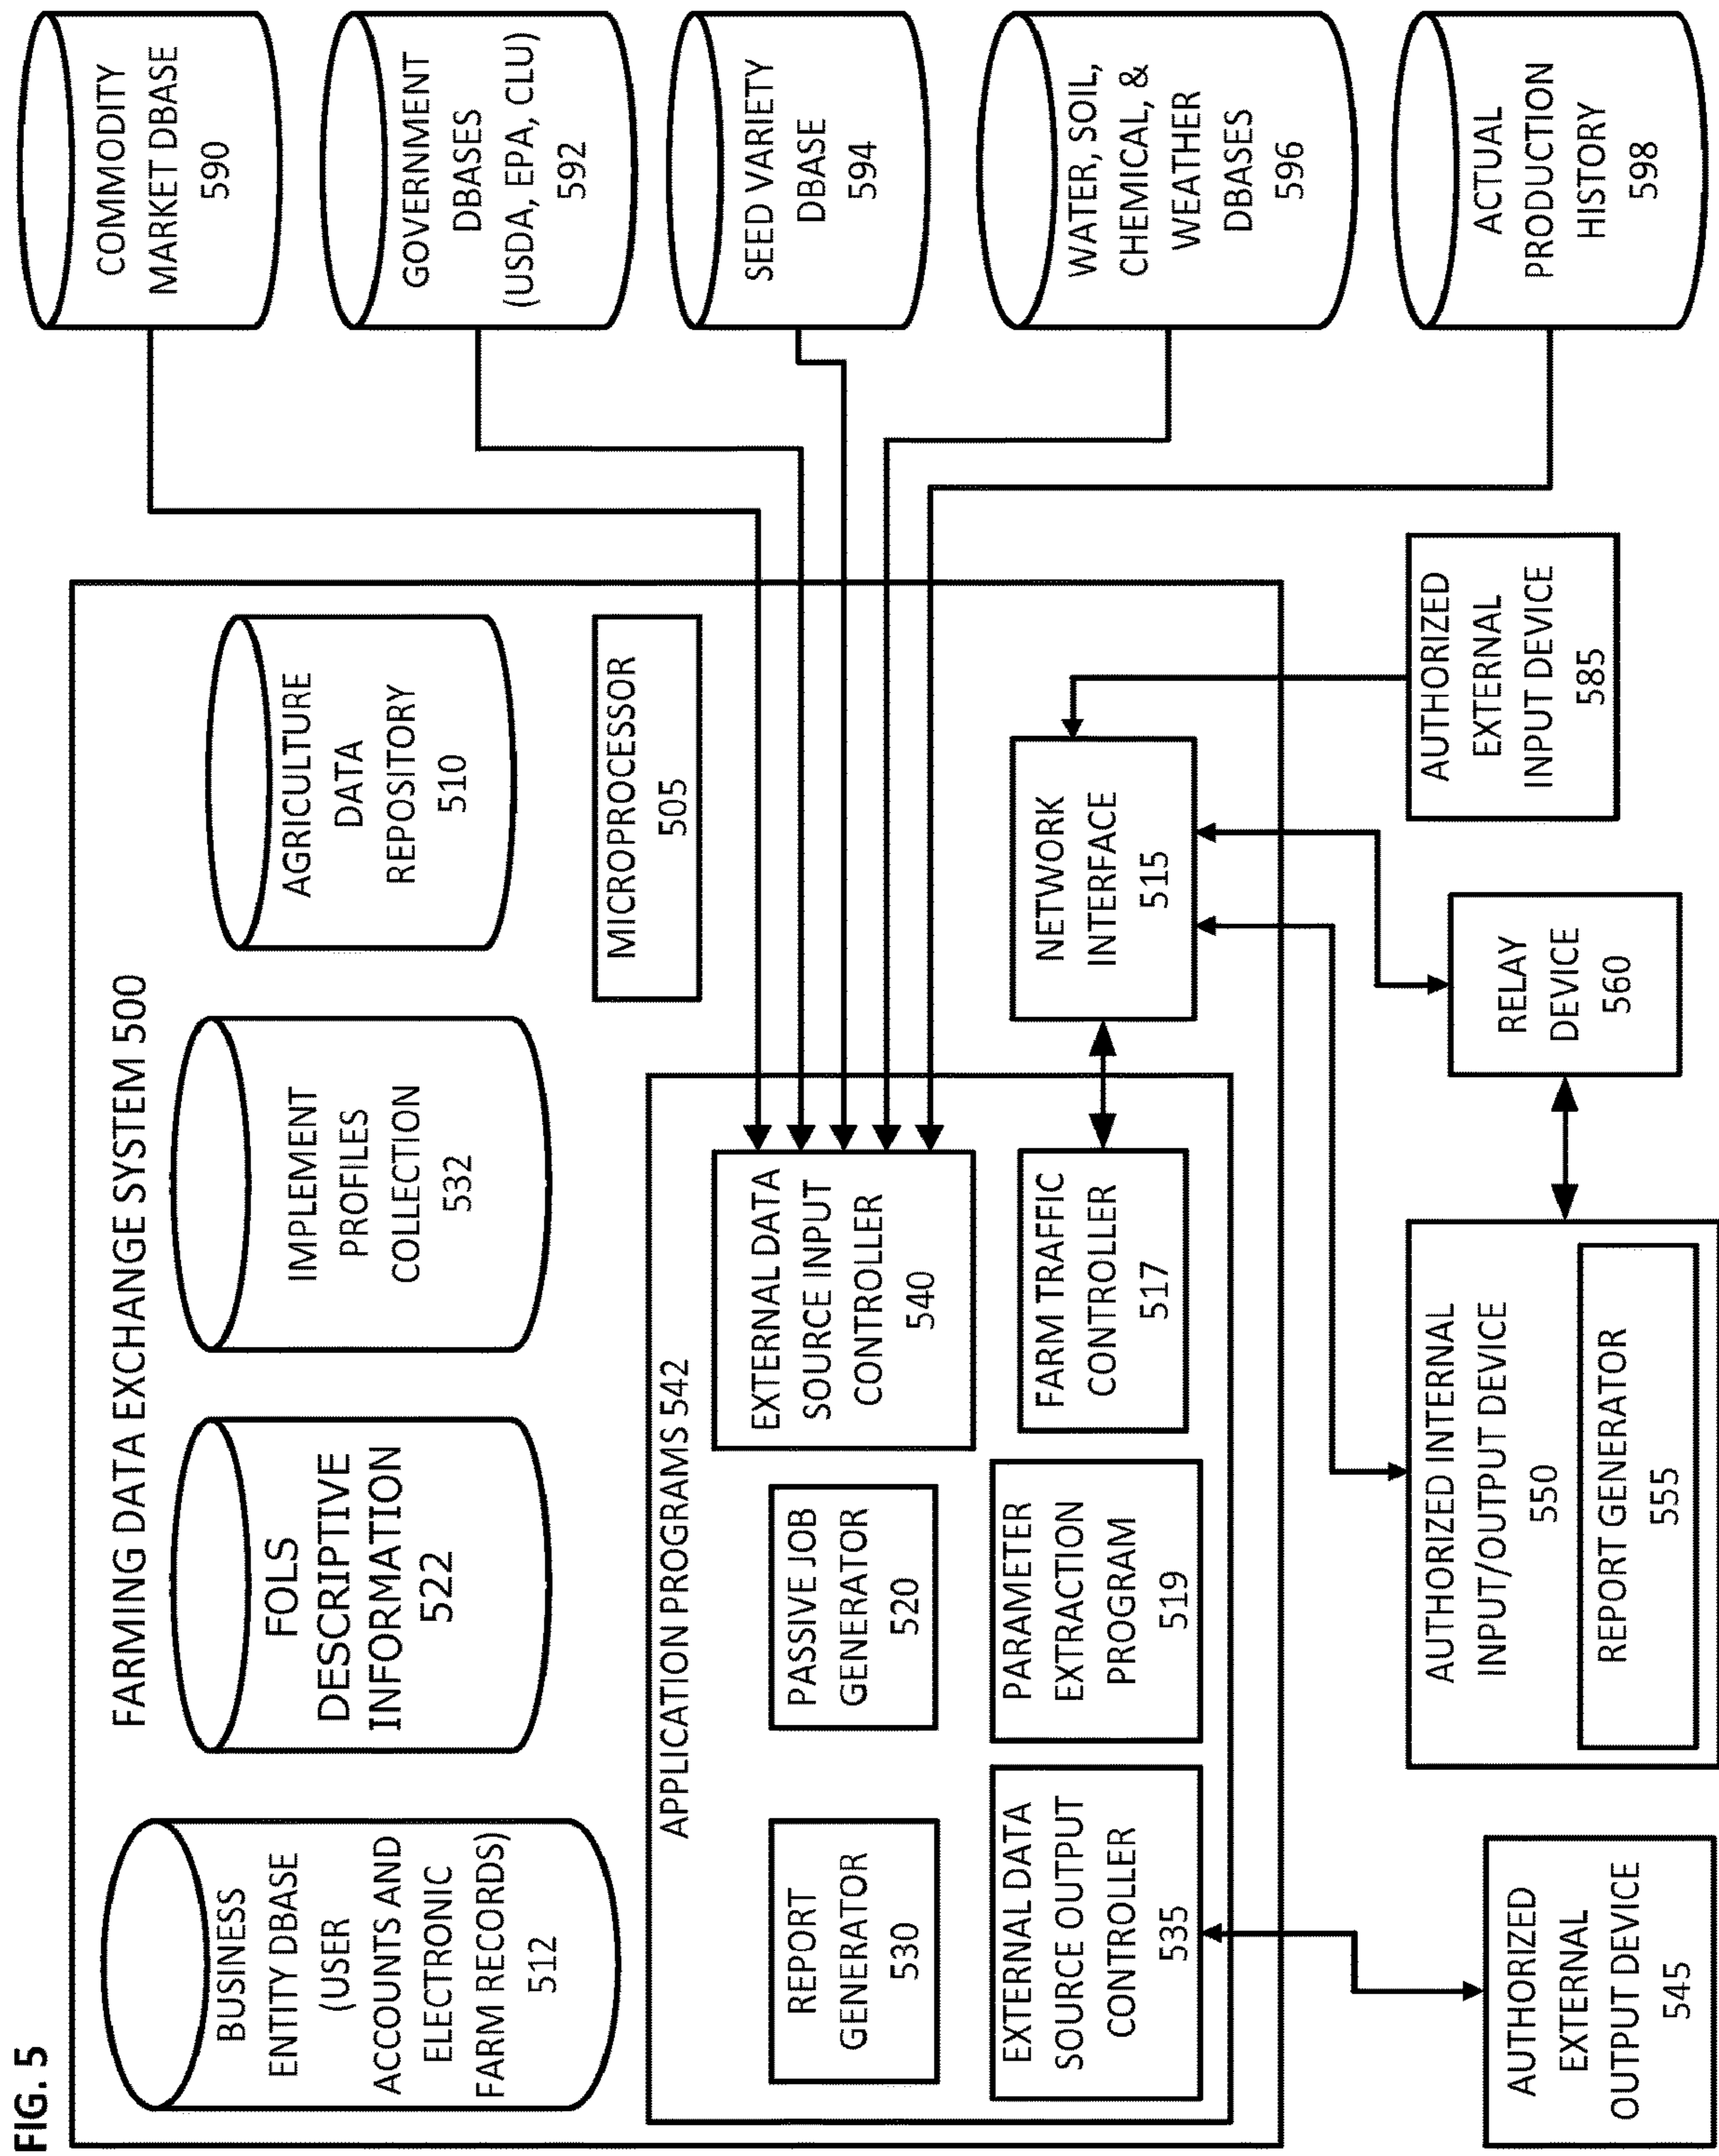 FIG. 5
FARMING DATA EXCHANGE SYSTEM 500
BUSINESS
ENTITY DBASE
(USER
ACCOUNTS AND
ELECTRONIC
FARM RECORDS)
512
FOLS
DESCRIPTIVE
INFORMATION
522
IMPLEMENT
PROFILES
COLLECTION
532
AGRICULTURE
DATA
REPOSITORY
510
MICROPROCESSOR
505
APPLICATION PROGRAMS 542
REPORT
GENERATOR
530
PASSIVE JOB
GENERATOR
520
EXTERNAL DATA
SOURCE INPUT
CONTROLLER
540
EXTERNAL DATA
SOURCE OUTPUT
CONTROLLER
535
PARAMETER
EXTRACTION
PROGRAM
519
FARM TRAFFIC
CONTROLLER
517
NETWORK
INTERFACE
515
AUTHORIZED
EXTERNAL
OUTPUT DEVICE
545
AUTHORIZED INTERNAL
INPUT/OUTPUT DEVICE
550
REPORT GENERATOR
555
RELAY
DEVICE
560
AUTHORIZED
EXTERNAL
INPUT DEVICE
585
COMMODITY
MARKET DBASE
590
GOVERNMENT
DBASES
(USDA, EPA, CLU)
592
SEED VARIETY
DBASE
594
WATER, SOIL,
CHEMICAL, &
WEATHER
DBASES
596
ACTUAL
PRODUCTION
HISTORY
598